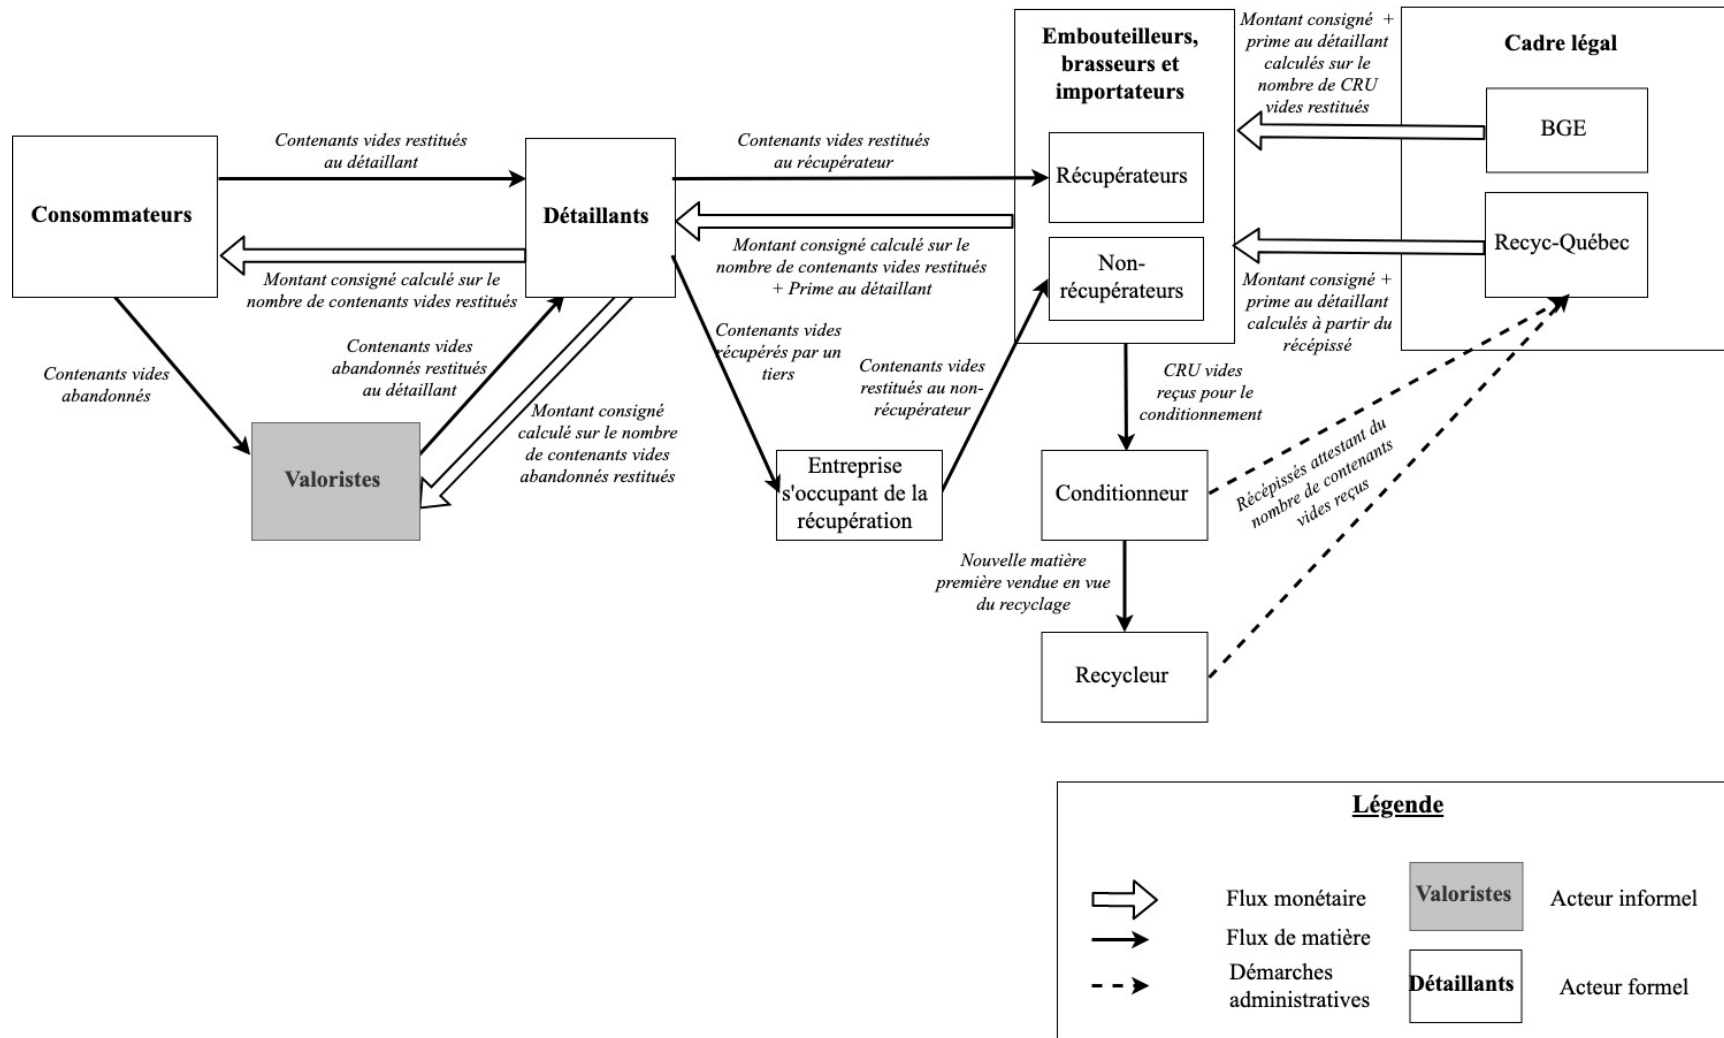 Montant consigné +
prime au détaillant
calculés sur le
nombre de CRU
vides restitués
Embouteilleurs,
brasseurs et
importateurs
Cadre légal
BGE
Contenants vides restitués
au détaillant
Contenants vides restitués
au récupérateur
Récupérateurs
Consommateurs
Détaillants
Recyc-Québec
Montant consigné calculé sur le
nombre de contenants vides restitués
+ Prime au détaillant
Non-
récupérateurs
Montant consigné calculé sur le
nombre de contenants vides restitués
Montant consigné +
prime au détaillant
calculés à partir du
récépissé
Contenants vides
abandonnés
Contenants vides
abandonnés restitués
au détaillant
Contenants vides
récupérés par un
tiers
Contenants vides
restitués au non-
récupérateur
CRU vides
reçus pour le
conditionnement
Montant consigné
calculé sur le nombre
de contenants vides
abandonnés restitués
Valoristes
Entreprise
s'occupant de la
récupération
Conditionneur
Récépissés attestant du
nombre de contenants
vides reçus
Nouvelle matière
première vendue en vue
du recyclage
Recycleur
Légende
Flux monétaire
Valoristes
Acteur informel
Flux de matière
Démarches
administratives
Détaillants
Acteur formel